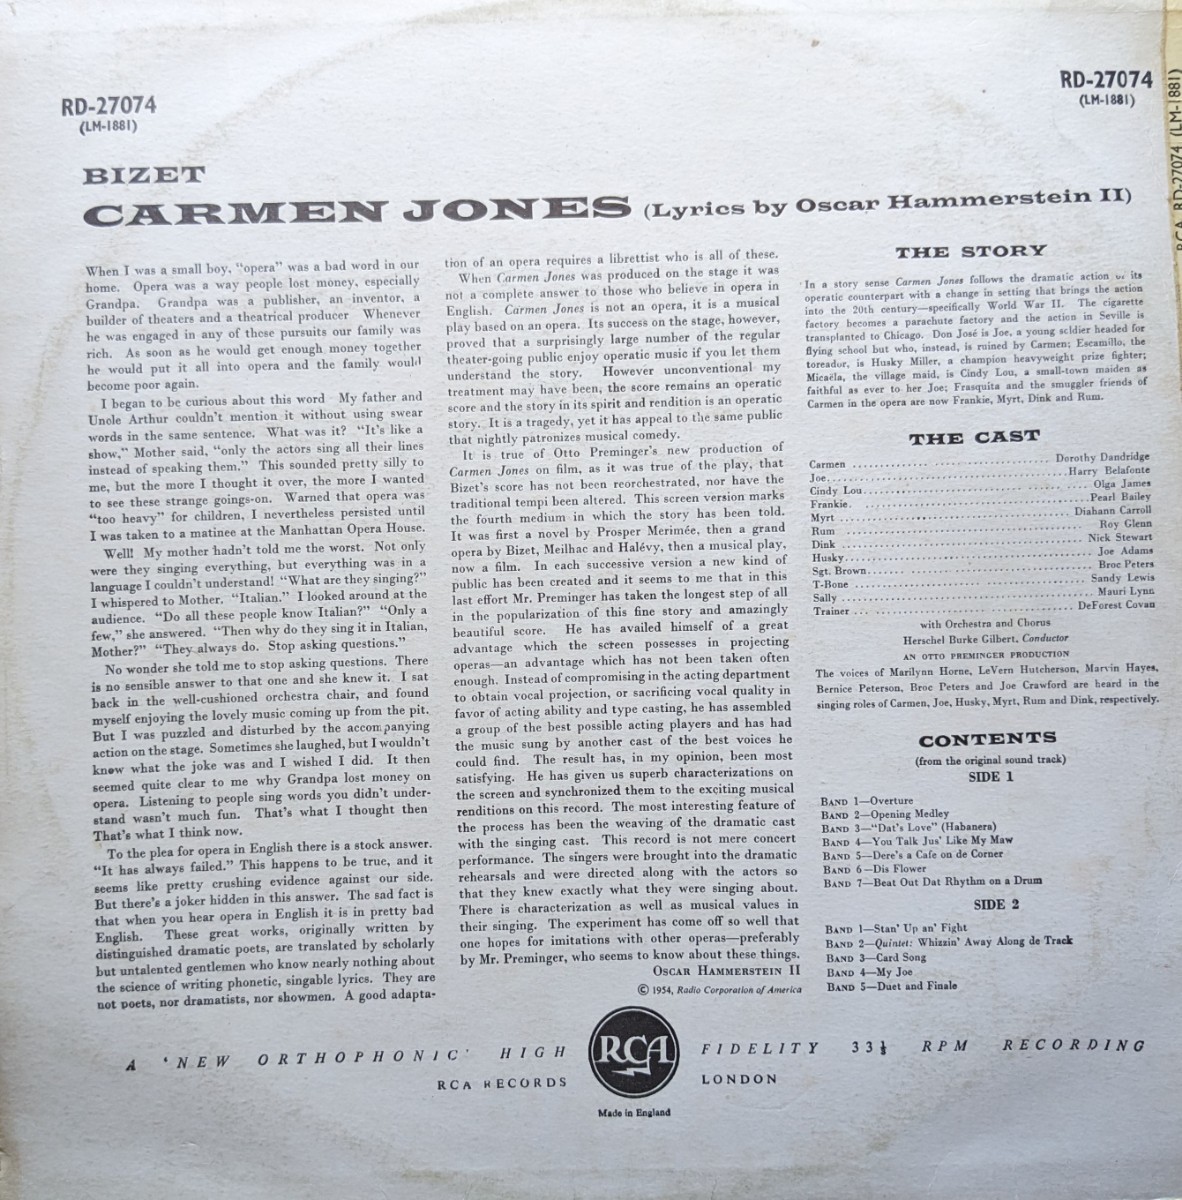 RD-27074
(LM-1881)
RD-27074
(LM-1881)
RCA RD-27074 (LM-1881)
BIZET
CARMEN JONES (Lyrics by Oscar Hammerstein II)
When I was a small boy, "opera" was a bad word in our
home. Opera was a way people lost money, especially
Grandpa. Grandpa was a publisher, an inventor, a
builder of theaters and a theatrical producer Whenever
he was engaged in any of these pursuits our family was
rich. As soon as he would get enough money together
he would put it all into opera and the family would
become poor again.
I began to be curious about this word My father and
Uncle Arthur couldn't mention it without using swear
words in the same sentence. What was it? "It's like a
show," Mother said, "only the actors sing all their lines
instead of speaking them." This sounded pretty silly to
me, but the more I thought it over, the more I wanted
to see these strange goings-on. Warned that opera was
"too heavy" for children, I nevertheless persisted until
I was taken to a matinee at the Manhattan Opera House.
Well! My mother hadn't told me the worst. Not only
were they singing everything, but everything was in a
language I couldn't understand! "What are they singing?"
I whispered to Mother. "Italian." I looked around at the
audience. "Do all these people know Italian?" "Only a
few," she answered. "Then why do they sing it in Italian,
Mother?" "They always do. Stop asking questions."
No wonder she told me to stop asking questions. There
is no sensible answer to that one and she knew it. I sat
back in the well-cushioned orchestra chair, and found
myself enjoying the lovely music coming up from the pit.
But I was puzzled and disturbed by the accompanying
action on the stage. Sometimes she laughed, but I wouldn't
know what the joke was and I wished I did. It then
seemed quite clear to me why Grandpa lost money on
opera. Listening to people sing words you didn't under-
stand wasn't much fun. That's what I thought then
That's what I think now.
To the plea for opera in English there is a stock answer.
"It has always failed." This happens to be true, and it
seems like pretty crushing evidence against our side.
But there's a joker hidden in this answer. The sad fact is
that when you hear opera in English it is in pretty bad
English. These great works, originally written by
distinguished dramatic poets, are translated by scholarly
but untalented gentlemen who know nearly nothing about
the science of writing phonetic, singable lyrics. They are
not poets, nor dramatists, nor showmen. A good adapta-
tion of an opera requires a librettist who is all of these.
When Carmen Jones was produced on the stage it was
not a complete answer to those who believe in opera in
English. Carmen Jones is not an opera, it is a musical
play based on an opera. Its success on the stage, however,
proved that a surprisingly large number of the regular
theater-going public enjoy operatic music if you let them
understand the story. However unconventional my
treatment may have been, the score remains an operatic
score and the story in its spirit and rendition is an operatic
story. It is a tragedy, yet it has appeal to the same public
that nightly patronizes musical comedy.
It is true of Otto Preminger's new production of
Carmen Jones on film, as it was true of the play, that
Bizet's score has not been reorchestrated, nor have the
traditional tempi been altered. This screen version marks
the fourth medium in which the story has been told.
It was first a novel by Prosper Merimée, then a grand
opera by Bizet, Meilhac and Halévy, then a musical play,
now a film. In each successive version a new kind of
public has been created and it seems to me that in this
last effort Mr. Preminger has taken the longest step of all
in the popularization of this fine story and amazingly
beautiful score. He has availed himself of a great
advantage which the screen possesses in projecting
operas—an advantage which has not been taken often
enough. Instead of compromising in the acting department
to obtain vocal projection, or sacrificing vocal quality in
favor of acting ability and type casting, he has assembled
a group of the best possible acting players and has had
the music sung by another cast of the best voices he
could find. The result has, in my opinion, been most
satisfying. He has given us superb characterizations on
the screen and synchronized them to the exciting musical
renditions on this record. The most interesting feature of
the process has been the weaving of the dramatic cast
with the singing cast. This record is not mere concert
performance. The singers were brought into the dramatic
rehearsals and were directed along with the actors so
that they knew exactly what they were singing about.
There is characterization as well as musical values in
their singing. The experiment has come off so well that
one hopes for imitations with other operas—preferably
by Mr. Preminger, who seems to know about these things.
OSCAR HAMMERSTEIN II
© 1954, Radio Corporation of America
THE STORY
In a story sense Carmen Jones follows the dramatic action of its
operatic counterpart with a change in setting that brings the action
into the 20th century—specifically World War II. The cigarette
factory becomes a parachute factory and the action in Seville is
transplanted to Chicago. Don José is Joe, a young soldier headed for
flying school but who, instead, is ruined by Carmen; Escamillo, the
toreador, is Husky Miller, a champion heavyweight prize fighter;
Micaëla, the village maid, is Cindy Lou, a small-town maiden as
faithful as ever to her Joe; Frasquita and the smuggler friends of
Carmen in the opera are now Frankie, Myrt, Dink and Rum.
THE CAST
Carmen ........ Dorothy Dandridge
Joe ........ Harry Belafonte
Cindy Lou ........ Olga James
Frankie ........ Pearl Bailey
Myrt ........ Diahann Carroll
Rum ........ Roy Glenn
Dink ........ Nick Stewart
Husky ........ Joe Adams
Sgt. Brown ........ Broc Peters
T-Bone ........ Sandy Lewis
Sally ........ Mauri Lynn
Trainer ........ DeForest Covan
with Orchestra and Chorus
Herschel Burke Gilbert, Conductor
AN OTTO PREMINGER PRODUCTION
The voices of Marilynn Horne, LeVern Hutcherson, Marvin Hayes,
Bernice Peterson, Broc Peters and Joe Crawford are heard in the
singing roles of Carmen, Joe, Husky, Myrt, Rum and Dink, respectively.
CONTENTS
(from the original sound track)
SIDE 1
BAND 1—Overture
BAND 2—Opening Medley
BAND 3—"Dat's Love" (Habanera)
BAND 4—You Talk Jus' Like My Maw
BAND 5—Dere's a Cafe on de Corner
BAND 6—Dis Flower
BAND 7—Beat Out Dat Rhythm on a Drum
SIDE 2
BAND 1—Stan' Up an' Fight
BAND 2—Quintet: Whizzin' Away Along de Track
BAND 3—Card Song
BAND 4—My Joe
BAND 5—Duet and Finale
A 'NEW ORTHOPHONIC' HIGH FIDELITY 33⅓ RPM RECORDING
RCA RECORDS LONDON
RCA
Made in England